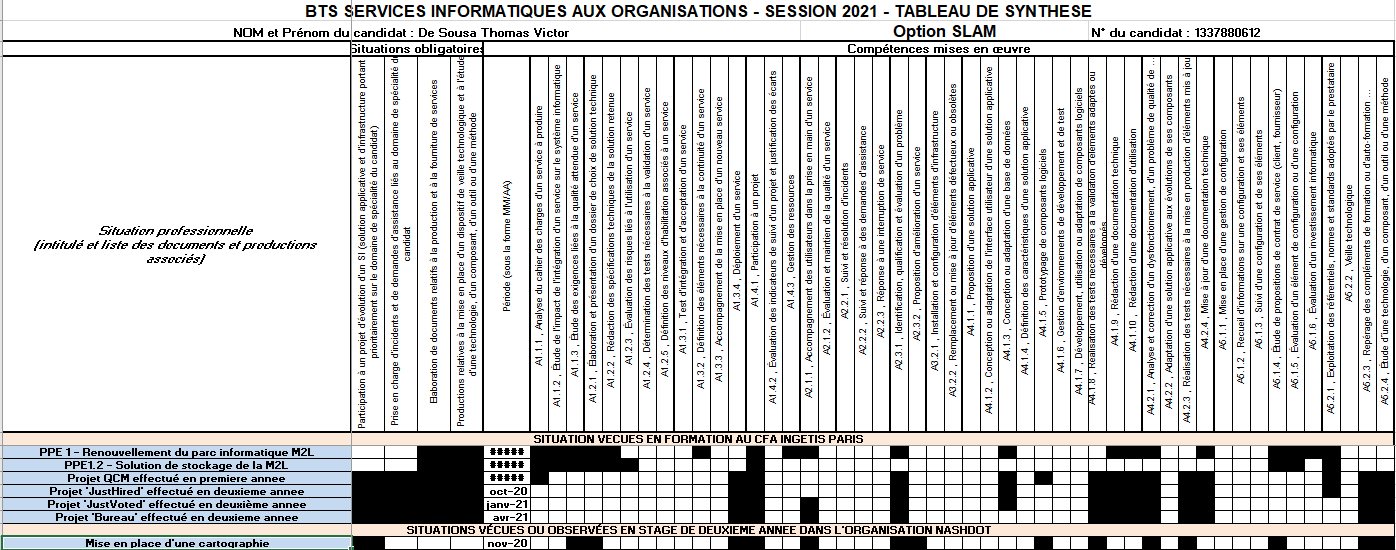 BTS SERVICES INFORMATIQUES AUX ORGANISATIONS - SESSION 2021 - TABLEAU DE SYNTHESE
NOM et Prénom du candidat : De Sousa Thomas Victor
Option SLAM
N° du candidat : 1337880612
Situations obligatoires
Compétences mises en œuvre
Situation professionnelle
(intitulé et liste des documents et productions
associés)
Participation à un projet d'évolution d'un SI (solution applicative et d'infrastructure portant
prioritairement sur le domaine de spécialité du candidat)
Prise en charge d'incidents et de demandes d'assistance liés au domaine de spécialité d
candidat
Elaboration de documents relatifs à la production et à la fourniture de services
Productions relatives à la mise en place d'un dispositif de veille technologique et à l'étude
d'une technologie, d'un composant, d'un outil ou d'une méthode
Période (sous la forme MM/AA)
A1.1.1 , Analyse du cahier des charges d'un service à produire
A1.1.2 , Étude de l'impact de l'intégration d'un service sur le système informatique
A1.1.3 , Étude des exigences liées à la qualité attendue d'un service
A1.2.1 , Élaboration et présentation d'un dossier de choix de solution technique
A1.2.2 , Rédaction des spécifications techniques de la solution retenue
A1.2.3 , Évaluation des risques liés à l'utilisation d'un service
A1.2.4 , Détermination des tests nécessaires à la validation d'un service
A1.2.5 , Définition des niveaux d'habilitation associés à un service
A1.3.1 , Test d'intégration et d'acceptation d'un service
A1.3.2 , Définition des éléments nécessaires à la continuité d'un service
A1.3.3 , Accompagnement de la mise en place d'un nouveau service
A1.3.4 , Déploiement d'un service
A1.4.1 , Participation à un projet
A1.4.2 , Évaluation des indicateurs de suivi d'un projet et justification des écarts
A1.4.3 , Gestion des ressources
A2.1.1 , Accompagnement des utilisateurs dans la prise en main d'un service
A2.1.2 , Évaluation et maintien de la qualité d'un service
A2.2.1 , Suivi et résolution d'incidents
A2.2.2 , Suivi et réponse à des demandes d'assistance
A2.2.3 , Réponse à une interruption de service
A2.3.1 , Identification, qualification et évaluation d'un problème
A2.3.2 , Proposition d'amélioration d'un service
A3.2.1 , Installation et configuration d'éléments d'infrastructure
A3.2.2 , Remplacement ou mise à jour d'éléments défectueux ou obsolètes
A4.1.1 , Proposition d'une solution applicative
A4.1.2 , Conception ou adaptation de l'interface utilisateur d'une solution applicative
A4.1.3 , Conception ou adaptation d'une base de données
A4.1.4 , Définition des caractéristiques d'une solution applicative
A4.1.5 , Prototypage de composants logiciels
A4.1.6 , Gestion d'environnements de développement et de test
A4.1.7 , Développement, utilisation ou adaptation de composants logiciels
A4.1.8 , Réalisation des tests nécessaires à la validation d'éléments adaptés ou
développés
A4.1.9 , Rédaction d'une documentation technique
A4.1.10 , Rédaction d'une documentation d'utilisation
A4.2.1 , Analyse et correction d'un dysfonctionnement, d'un problème de qualité de ...
A4.2.2 , Adaptation d'une solution applicative aux évolutions de ses composants
A4.2.3 , Réalisation des tests nécessaires à la mise en production d'éléments mis à jour
A4.2.4 , Mise à jour d'une documentation technique
A5.1.1 , Mise en place d'une gestion de configuration
A5.1.2 , Recueil d'informations sur une configuration et ses éléments
A5.1.3 , Suivi d'une configuration et de ses éléments
A5.1.4 , Étude de propositions de contrat de service (client, fournisseur)
A5.1.5 , Évaluation d'un élément de configuration ou d'une configuration
A5.1.6 , Évaluation d'un investissement informatique
A5.2.1 , Exploitation des référentiels, normes et standards adoptés par le prestataire
A5.2.2 , Veille technologique
A5.2.3 , Repérage des compléments de formation ou d'auto-formation ...
A5.2.4 , Étude d'une technologie, d'un composant, d'un outil ou d'une méthode
SITUATION VECUES EN FORMATION AU CFA INGETIS PARIS
PPE 1 - Renouvellement du parc informatique M2L #####
PPE1.2 - Solution de stockage de la M2L #####
Projet QCM effectué en premiere annee #####
Projet 'JustHired' effectué en deuxieme annee oct-20
Projet 'JustVoted' effectué en deuxième annee janv-21
Projet 'Bureau' effectué en deuxieme annee avr-21
SITUATIONS VÉCUES OU OBSERVÉES EN STAGE DE DEUXIEME ANNEE DANS L'ORGANISATION NASHDOT
Mise en place d'une cartographie nov-20